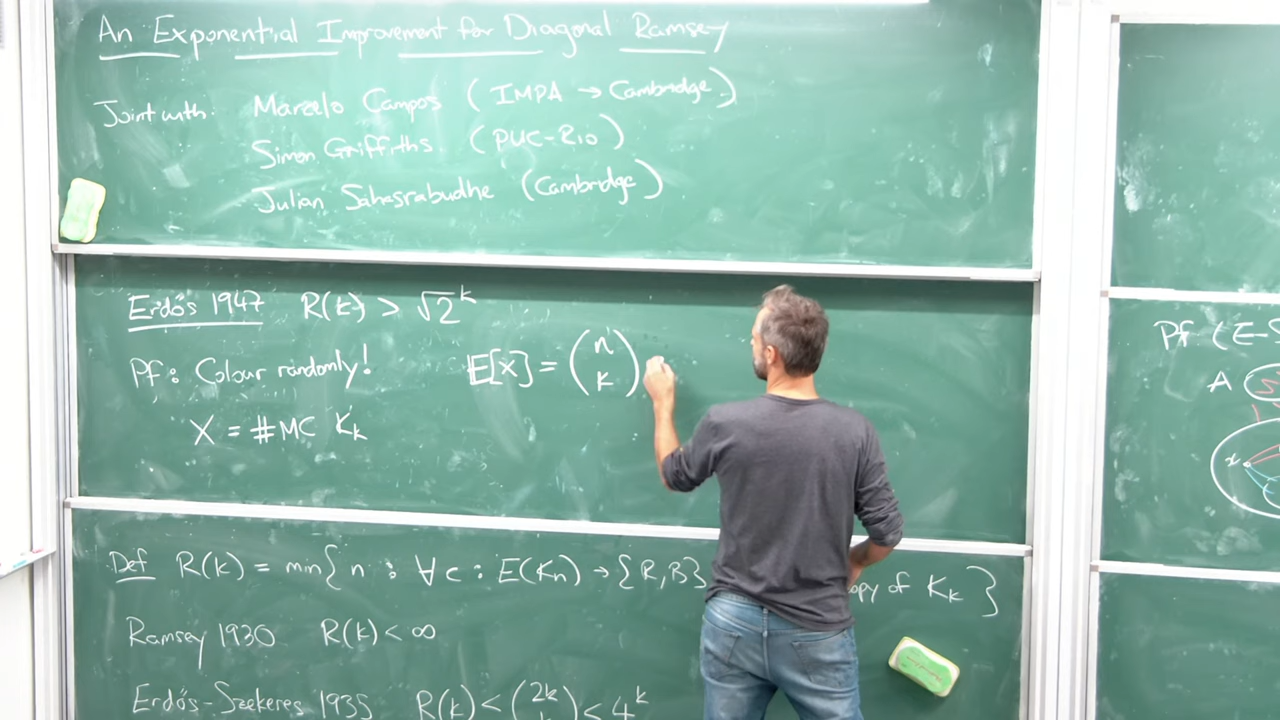 An Exponential Improvement for Diagonal Ramsey
Joint with: Marcelo Campos (IMPA → Cambridge)
Simon Griffiths (PUC-Rio)
Julian Sahasrabudhe (Cambridge)
Erdős 1947 R(k) > √2^k
Pf: Colour randomly! E[X] = (n k)
X = #MC K_k
Def R(k) = min{ n : ∀ c : E(Kn) → {R,B} opy of K_k }
Ramsey 1930 R(k) < ∞
Erdős-Szekeres 1935 R(k) < (2k k) < 4^k
Pf (E-S
A
x